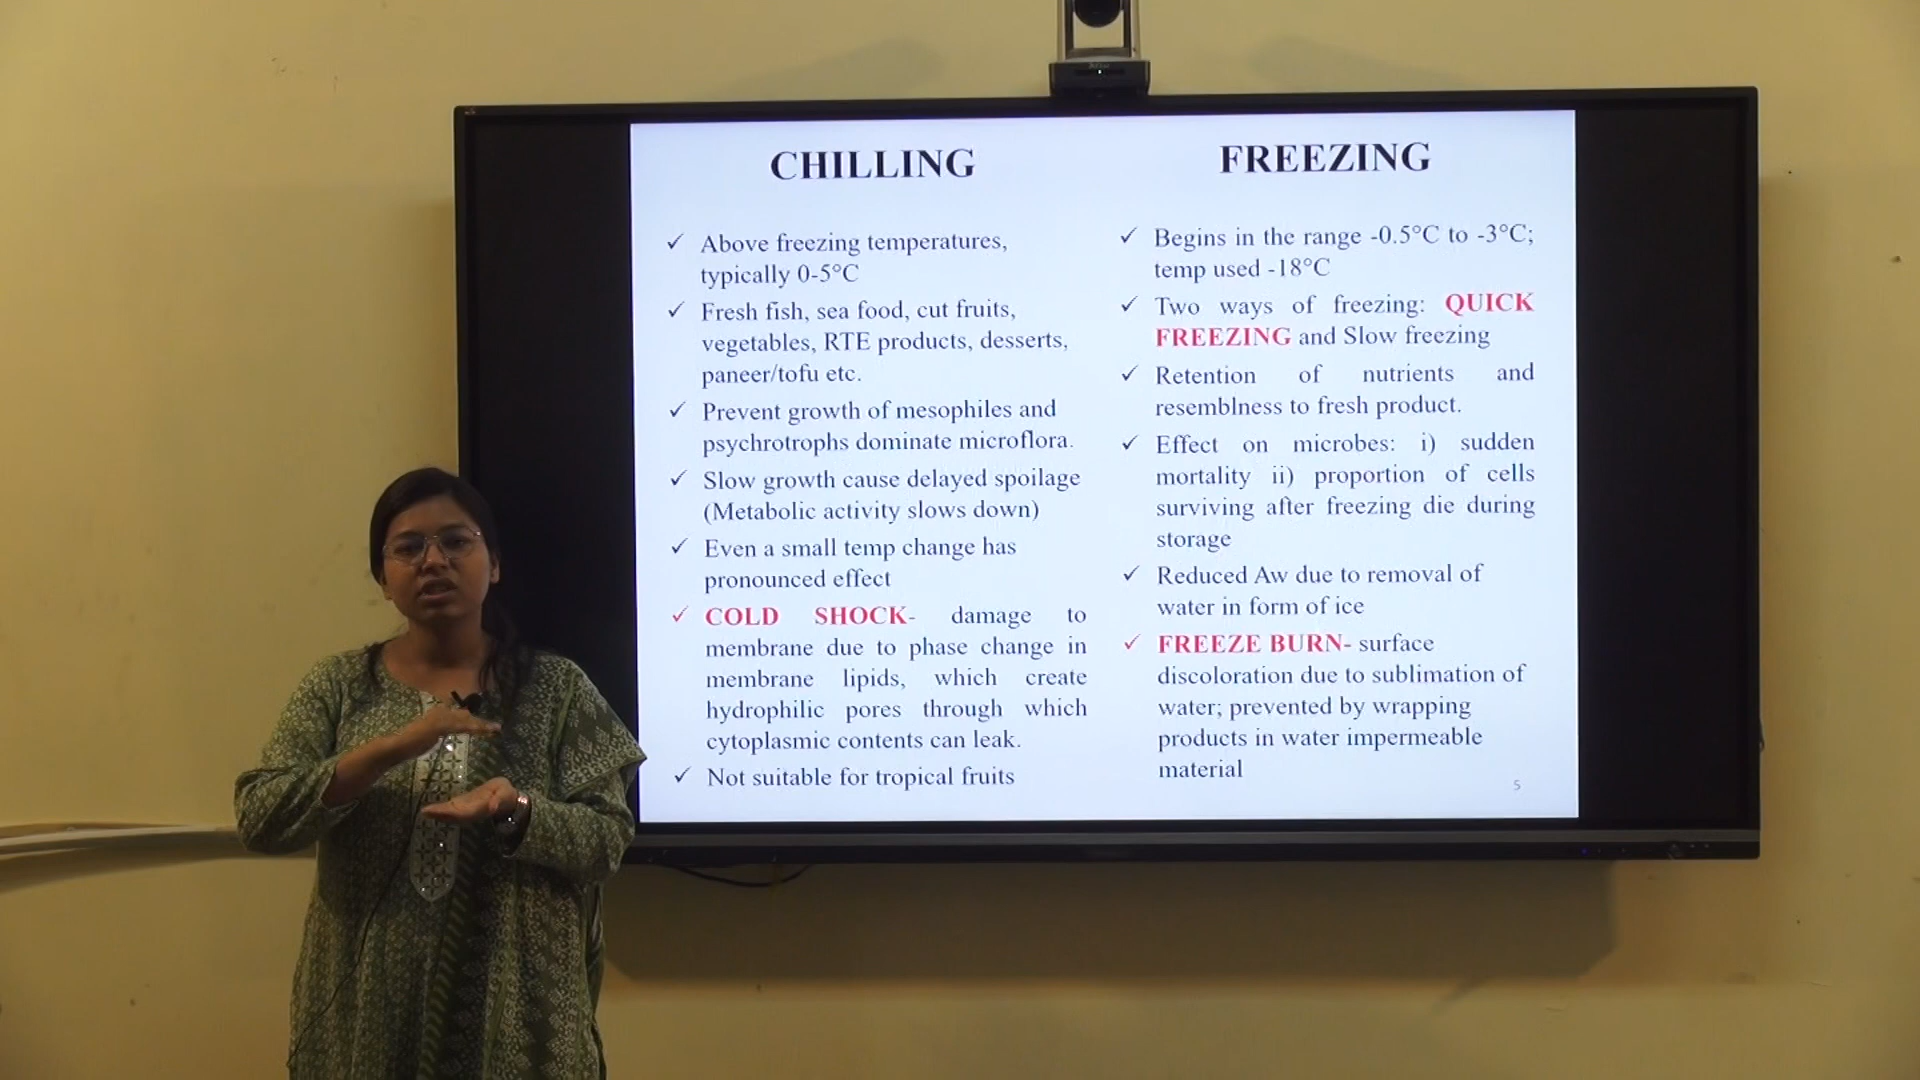 CHILLING
✓ Above freezing temperatures,
typically 0-5°C
✓ Fresh fish, sea food, cut fruits,
vegetables, RTE products, desserts,
paneer/tofu etc.
✓ Prevent growth of mesophiles and
psychrotrophs dominate microflora.
✓ Slow growth cause delayed spoilage
(Metabolic activity slows down)
✓ Even a small temp change has
pronounced effect
✓ COLD SHOCK- damage to
membrane due to phase change in
membrane lipids, which create
hydrophilic pores through which
cytoplasmic contents can leak.
✓ Not suitable for tropical fruits
FREEZING
✓ Begins in the range -0.5°C to -3°C;
temp used -18°C
✓ Two ways of freezing: QUICK
FREEZING and Slow freezing
✓ Retention of nutrients and
resemblness to fresh product.
✓ Effect on microbes: i) sudden
mortality ii) proportion of cells
surviving after freezing die during
storage
✓ Reduced Aw due to removal of
water in form of ice
✓ FREEZE BURN- surface
discoloration due to sublimation of
water; prevented by wrapping
products in water impermeable
material
5